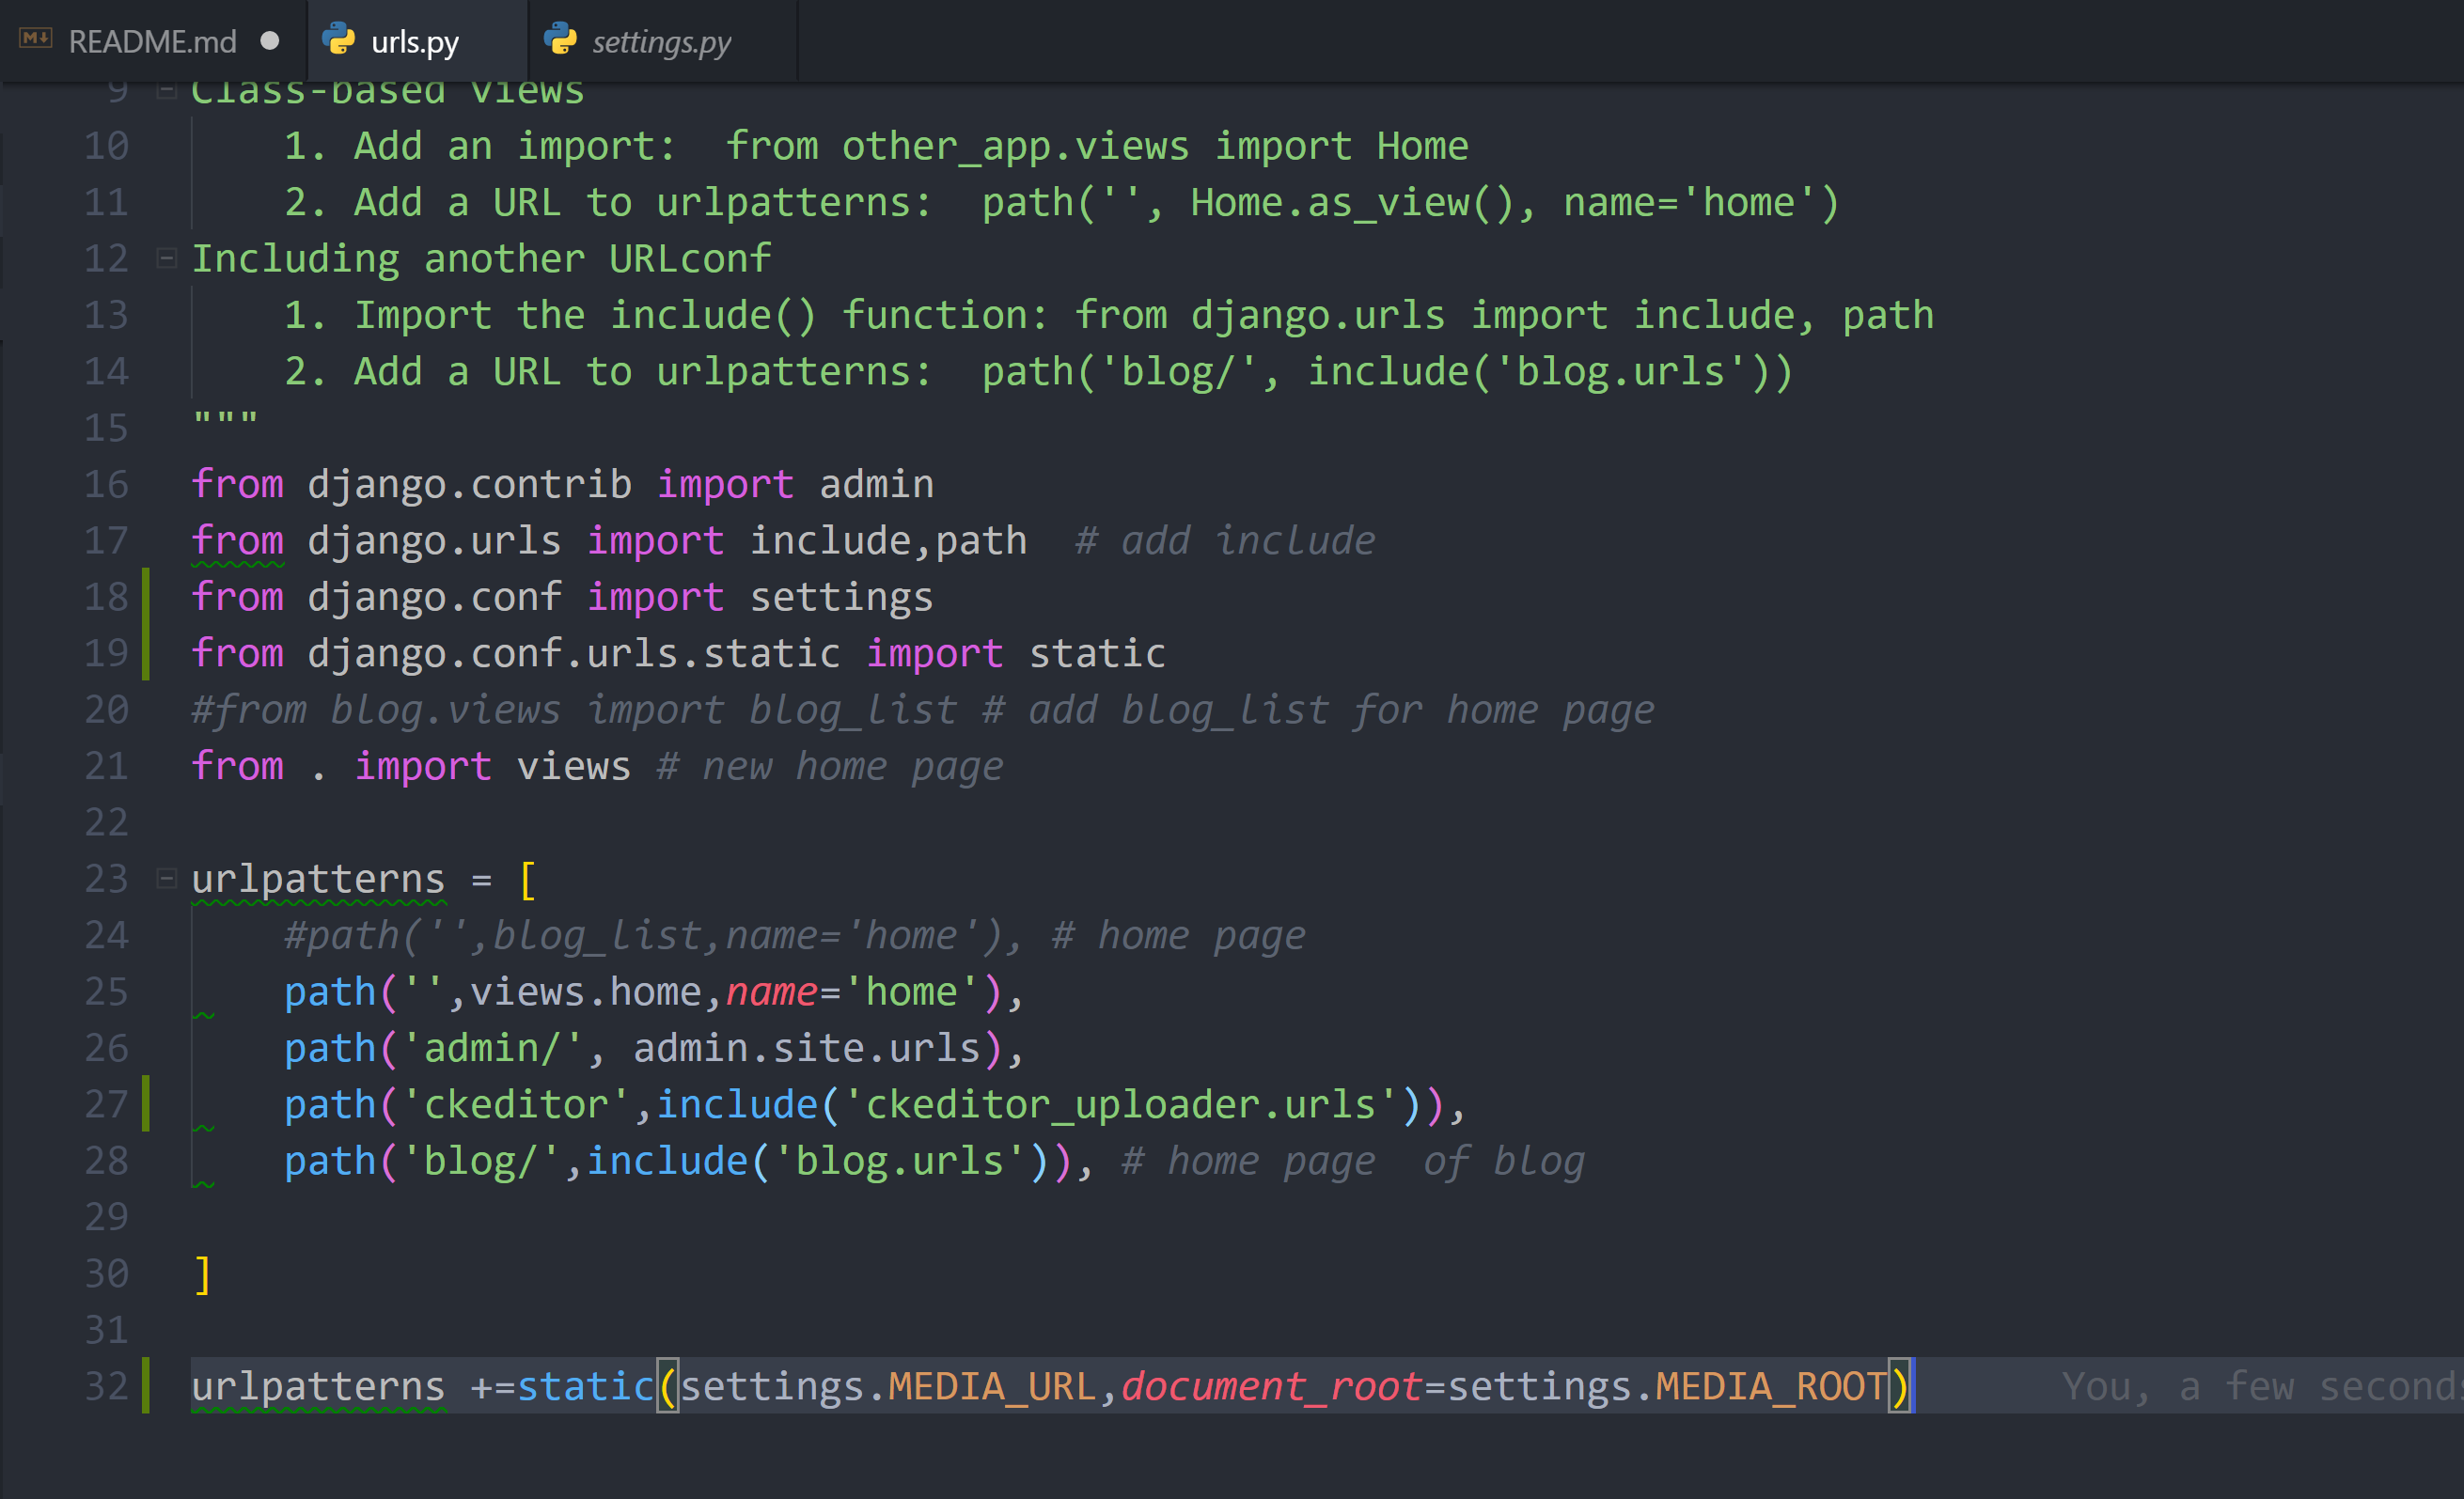 README.md
urls.py
settings.py
9 Class-based views
10 1. Add an import:  from other_app.views import Home
11 2. Add a URL to urlpatterns:  path('', Home.as_view(), name='home')
12 Including another URLconf
13 1. Import the include() function: from django.urls import include, path
14 2. Add a URL to urlpatterns:  path('blog/', include('blog.urls'))
15 """
16 from django.contrib import admin
17 from django.urls import include,path  # add include
18 from django.conf import settings
19 from django.conf.urls.static import static
20 #from blog.views import blog_list # add blog_list for home page
21 from . import views # new home page
22
23 urlpatterns = [
24 #path('',blog_list,name='home'), # home page
25 path('',views.home,name='home'),
26 path('admin/', admin.site.urls),
27 path('ckeditor',include('ckeditor_uploader.urls')),
28 path('blog/',include('blog.urls')), # home page  of blog
29
30 ]
31
32 urlpatterns +=static(settings.MEDIA_URL,document_root=settings.MEDIA_ROOT) You, a few seconds